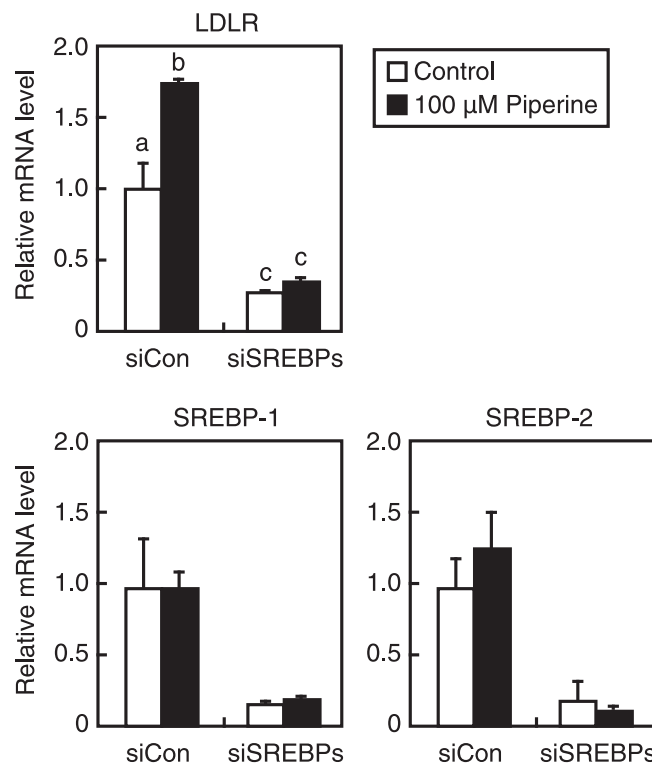 LDLR
Relative mRNA level
2.0
1.5
1.0
0.5
0
a
b
c
c
siCon
siSREBPs
Control
100 μM Piperine
SREBP-1
Relative mRNA level
2.0
1.5
1.0
0.5
0
siCon
siSREBPs
SREBP-2
2.0
1.5
1.0
0.5
0
siCon
siSREBPs